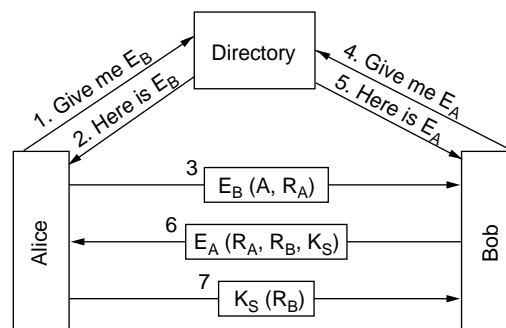 Directory
1. Give me E_B
2. Here is E_B
4. Give me E_A
5. Here is E_A
Alice
Bob
3
E_B (A, R_A)
6
E_A (R_A, R_B, K_S)
7
K_S (R_B)